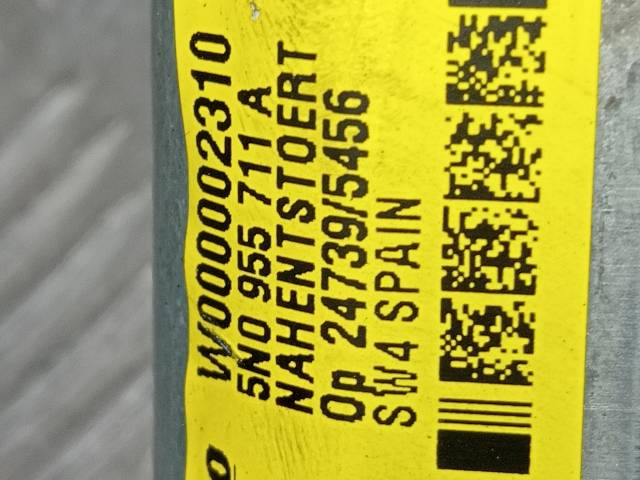 W000002310
5N0 955 711 A
NAHENTSTOERT
Op 24739/5456
SW4 SPAIN